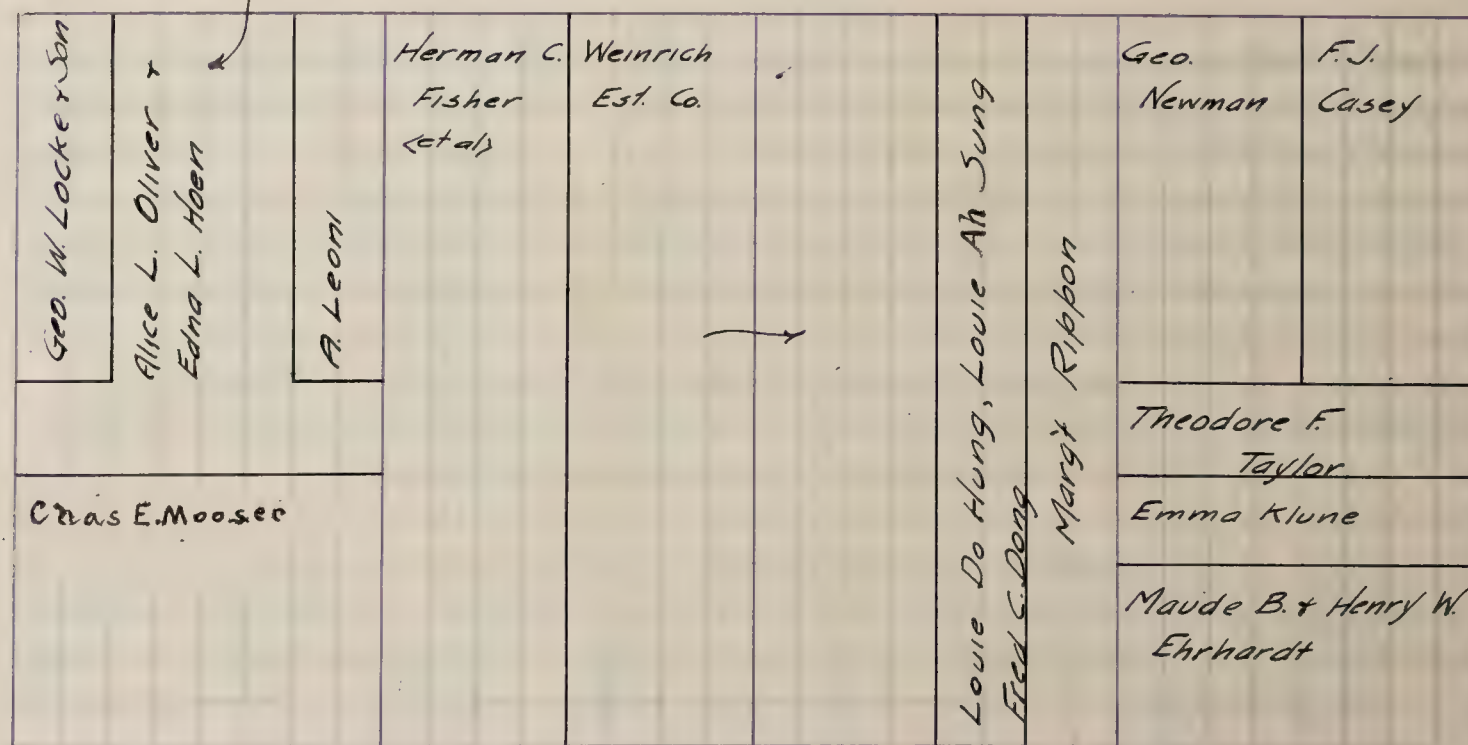 Geo. W. Locke & Son
Alice L. Oliver &
Edna L. Hoen
A. Leoni
Herman C.
Fisher
<et al>
Weinrich
Est. Co.
Louie Do Hung, Louie Ah Sung
Fred C. Dong
Marg't Rippon
Geo.
Newman
F.J.
Casey
Theodore F.
Taylor
Emma Klune
Maude B. & Henry W.
Ehrhardt
Chas E. Mooser